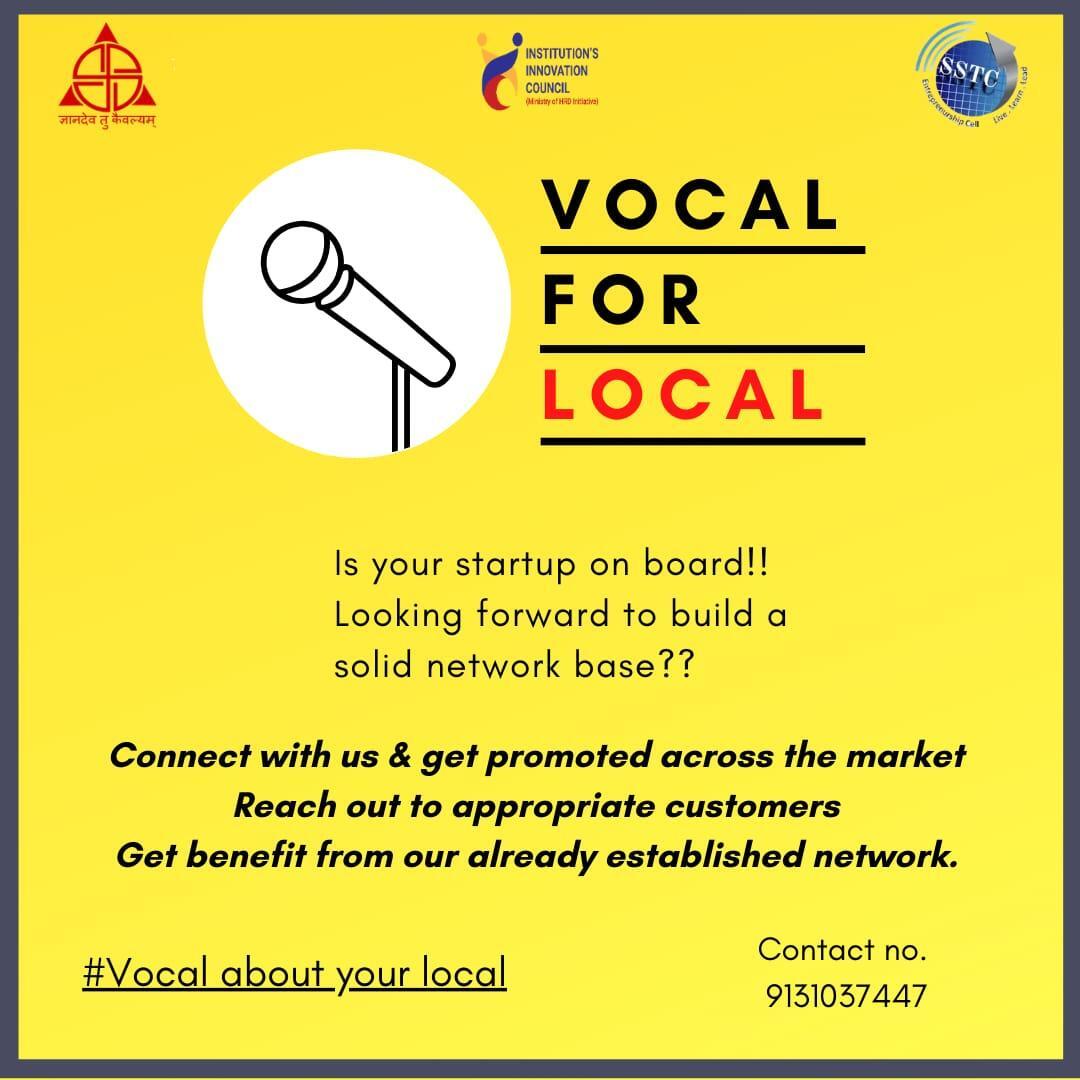 ज्ञानदेव तु कैवल्यम्
INSTITUTION'S
INNOVATION
COUNCIL
(Ministry of HRD Initiative)
SSTC
Entrepreneurship Cell
Live . Learn . Lead
VOCAL
FOR
LOCAL
Is your startup on board!!
Looking forward to build a
solid network base??
Connect with us & get promoted across the market
Reach out to appropriate customers
Get benefit from our already established network.
#Vocal about your local
Contact no.
9131037447